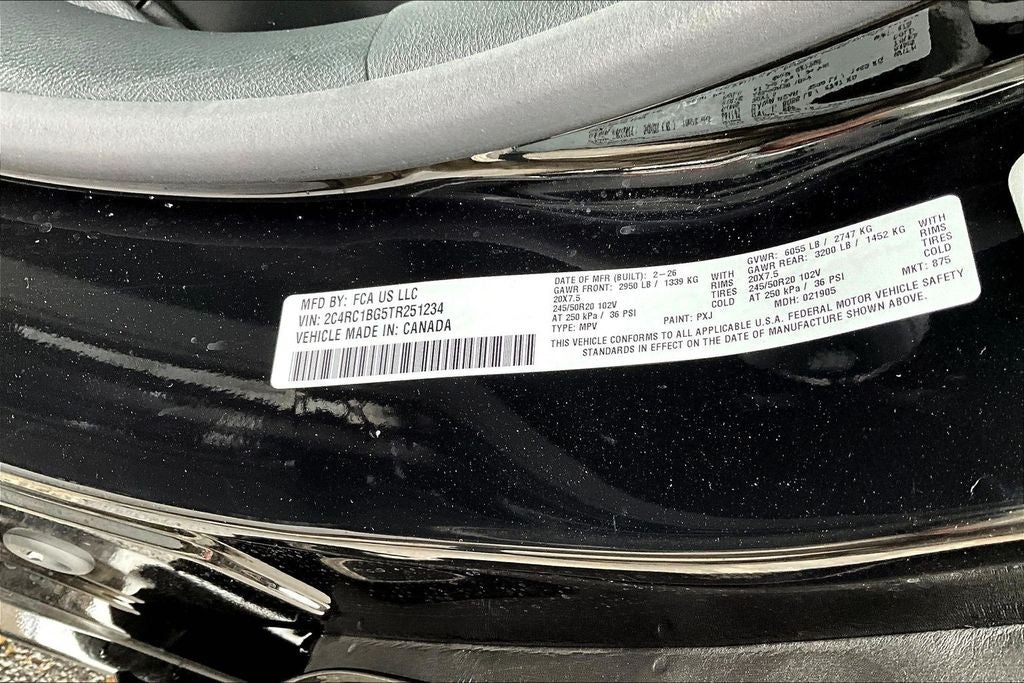 MFD BY: FCA US LLC
VIN: 2C4RC1BG5TR251234
VEHICLE MADE IN: CANADA
DATE OF MFR (BUILT): 2-26
GAWR FRONT: 2950 LB / 1339 KG WITH
20X7.5 RIMS
245/50R20 102V TIRES
AT 250 kPa / 36 PSI COLD
TYPE: MPV PAINT: PXJ
GVWR: 6055 LB / 2747 KG
GAWR REAR: 3200 LB / 1452 KG WITH
20X7.5 RIMS
245/50R20 102V TIRES
AT 250 kPa / 36 PSI COLD
MDH: 021905 MKT: 875
THIS VEHICLE CONFORMS TO ALL APPLICABLE U.S.A. FEDERAL MOTOR VEHICLE SAFETY
STANDARDS IN EFFECT ON THE DATE OF MANUFACTURE SHOWN ABOVE.